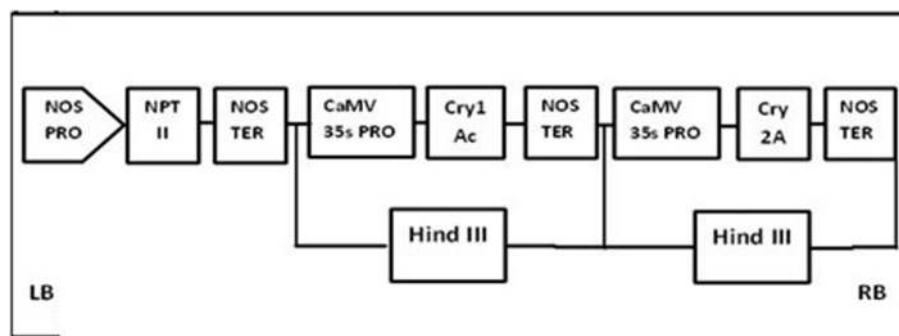 NOS
PRO
NPT
II
NOS
TER
CaMV
35s PRO
Cry1
Ac
NOS
TER
CaMV
35s PRO
Cry
2A
NOS
TER
Hind III
Hind III
LB
RB